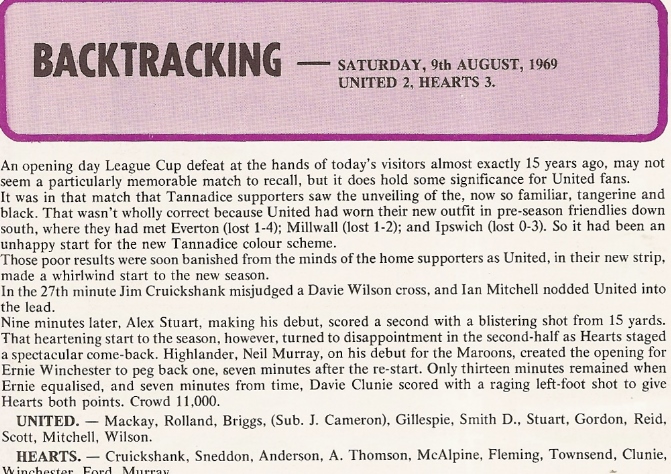 BACKTRACKING — SATURDAY, 9th AUGUST, 1969
UNITED 2, HEARTS 3.
An opening day League Cup defeat at the hands of today's visitors almost exactly 15 years ago, may not
seem a particularly memorable match to recall, but it does hold some significance for United fans.
It was in that match that Tannadice supporters saw the unveiling of the, now so familiar, tangerine and
black. That wasn't wholly correct because United had worn their new outfit in pre-season friendlies down
south, where they had met Everton (lost 1-4); Millwall (lost 1-2); and Ipswich (lost 0-3). So it had been an
unhappy start for the new Tannadice colour scheme.
Those poor results were soon banished from the minds of the home supporters as United, in their new strip,
made a whirlwind start to the new season.
In the 27th minute Jim Cruickshank misjudged a Davie Wilson cross, and Ian Mitchell nodded United into
the lead.
Nine minutes later, Alex Stuart, making his debut, scored a second with a blistering shot from 15 yards.
That heartening start to the season, however, turned to disappointment in the second-half as Hearts staged
a spectacular come-back. Highlander, Neil Murray, on his debut for the Maroons, created the opening for
Ernie Winchester to peg back one, seven minutes after the re-start. Only thirteen minutes remained when
Ernie equalised, and seven minutes from time, Davie Clunie scored with a raging left-foot shot to give
Hearts both points. Crowd 11,000.
UNITED. — Mackay, Rolland, Briggs, (Sub. J. Cameron), Gillespie, Smith D., Stuart, Gordon, Reid,
Scott, Mitchell, Wilson.
HEARTS. — Cruickshank, Sneddon, Anderson, A. Thomson, McAlpine, Fleming, Townsend, Clunie,
Winchester, Ford, Murray.